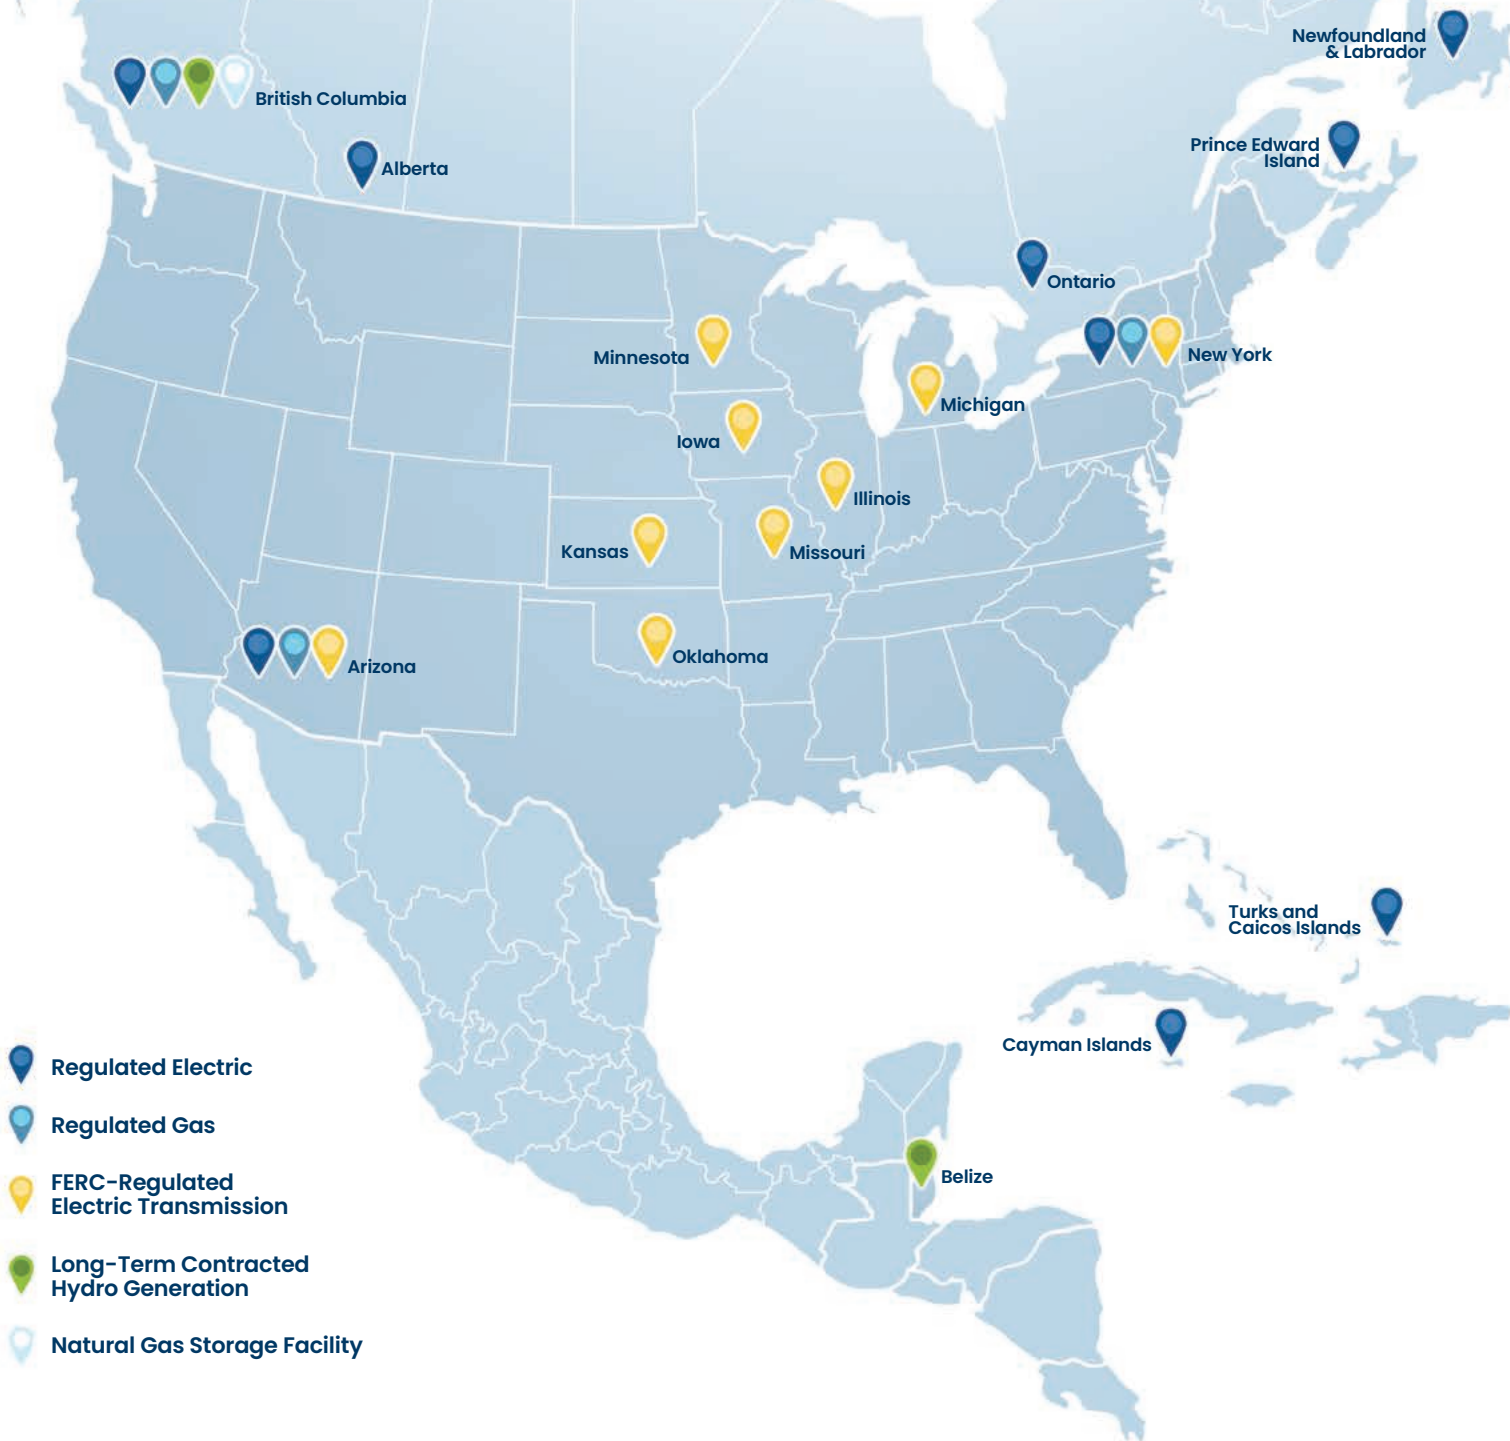 Newfoundland
& Labrador
British Columbia
Prince Edward
Island
Alberta
Ontario
Minnesota
New York
Michigan
Iowa
Illinois
Kansas
Missouri
Oklahoma
Arizona
Turks and
Caicos Islands
Cayman Islands
Belize
Regulated Electric
Regulated Gas
FERC-Regulated
Electric Transmission
Long-Term Contracted
Hydro Generation
Natural Gas Storage Facility